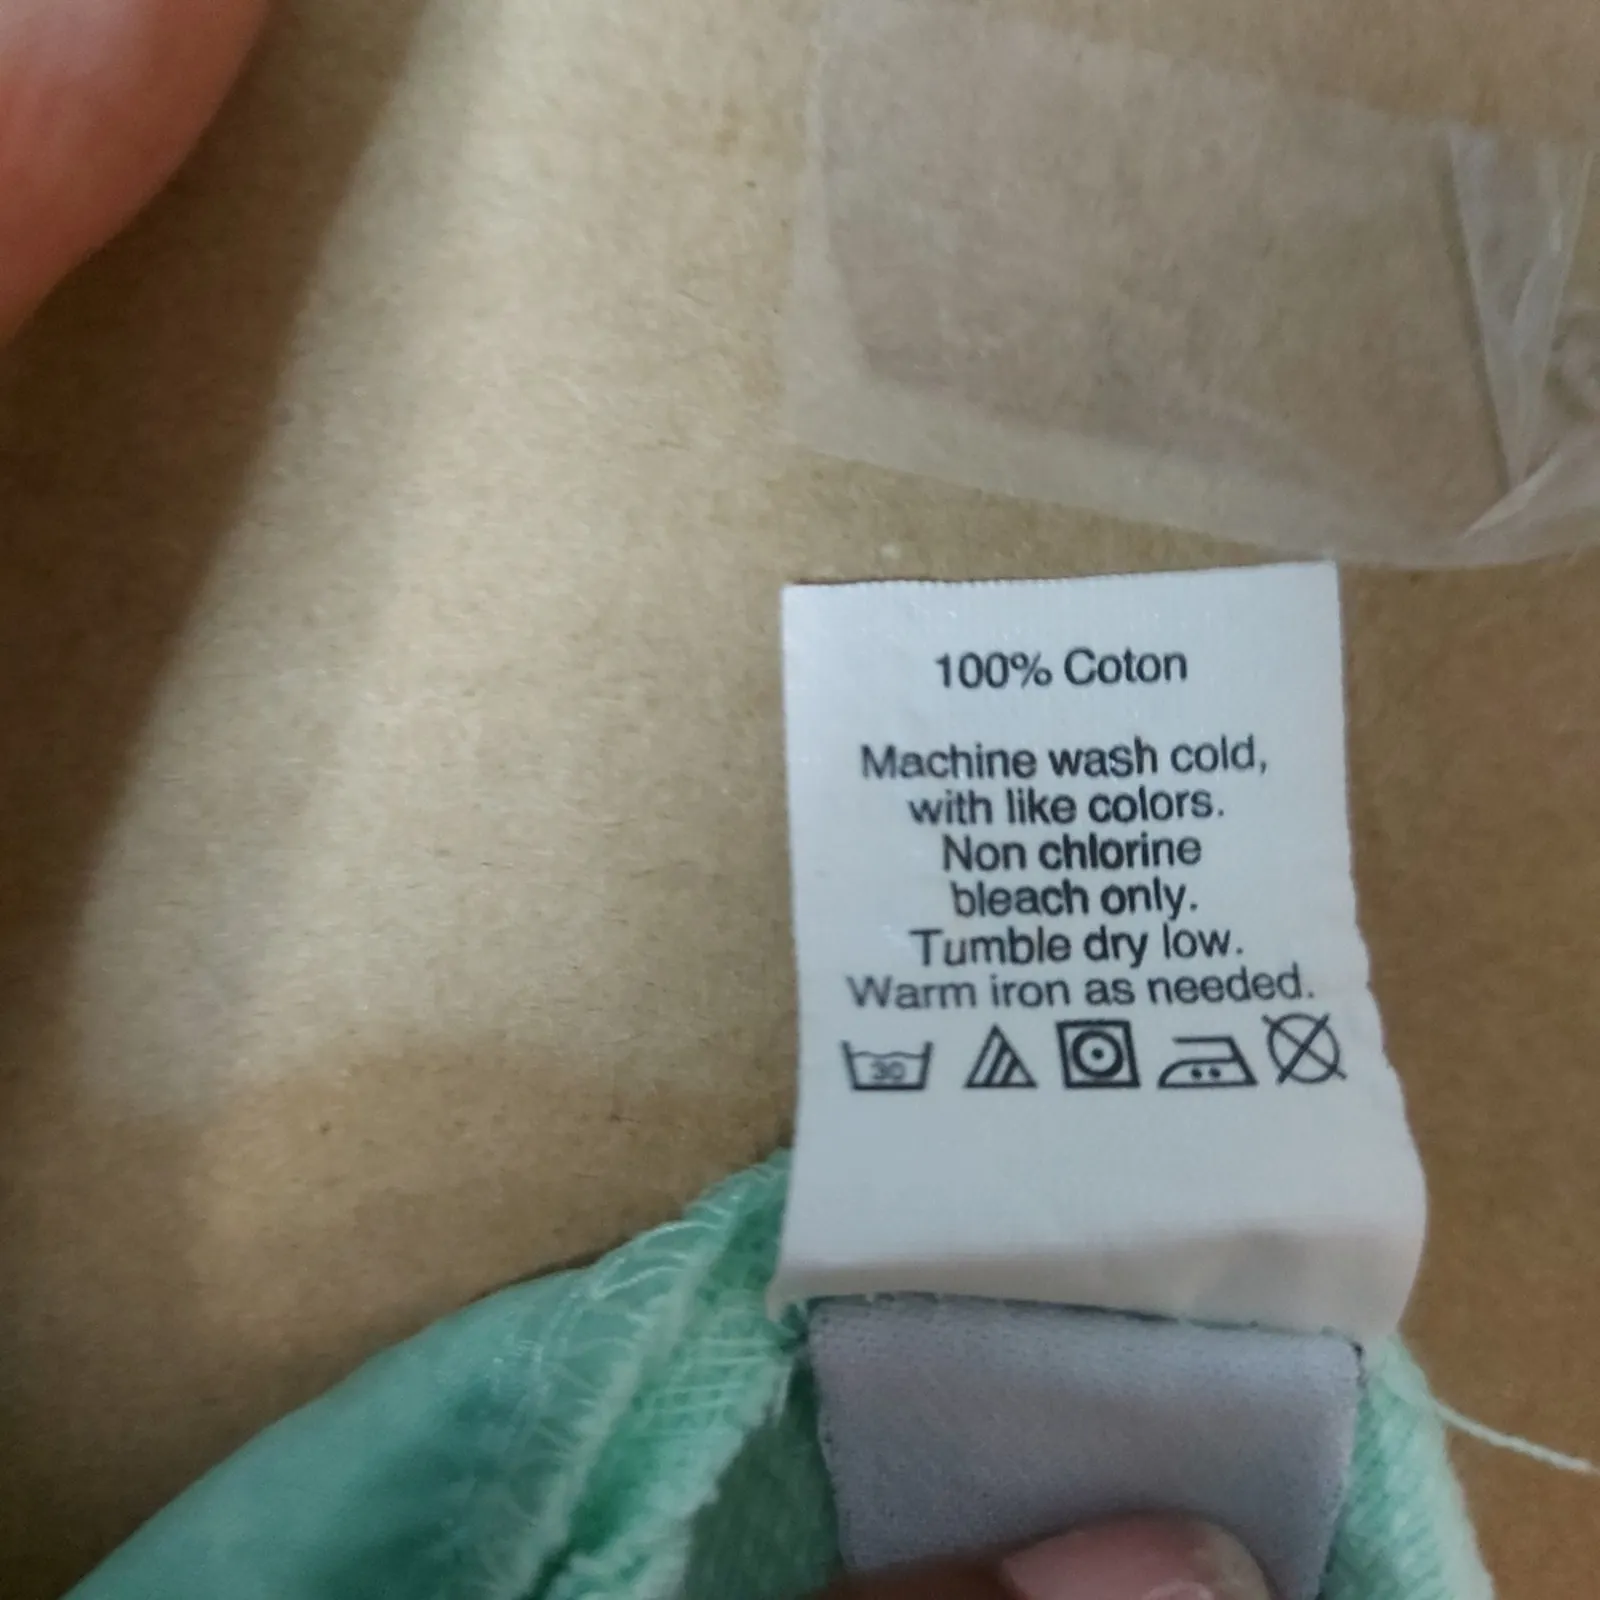 100% Coton
Machine wash cold,
with like colors.
Non chlorine
bleach only.
Tumble dry low.
Warm iron as needed.
30